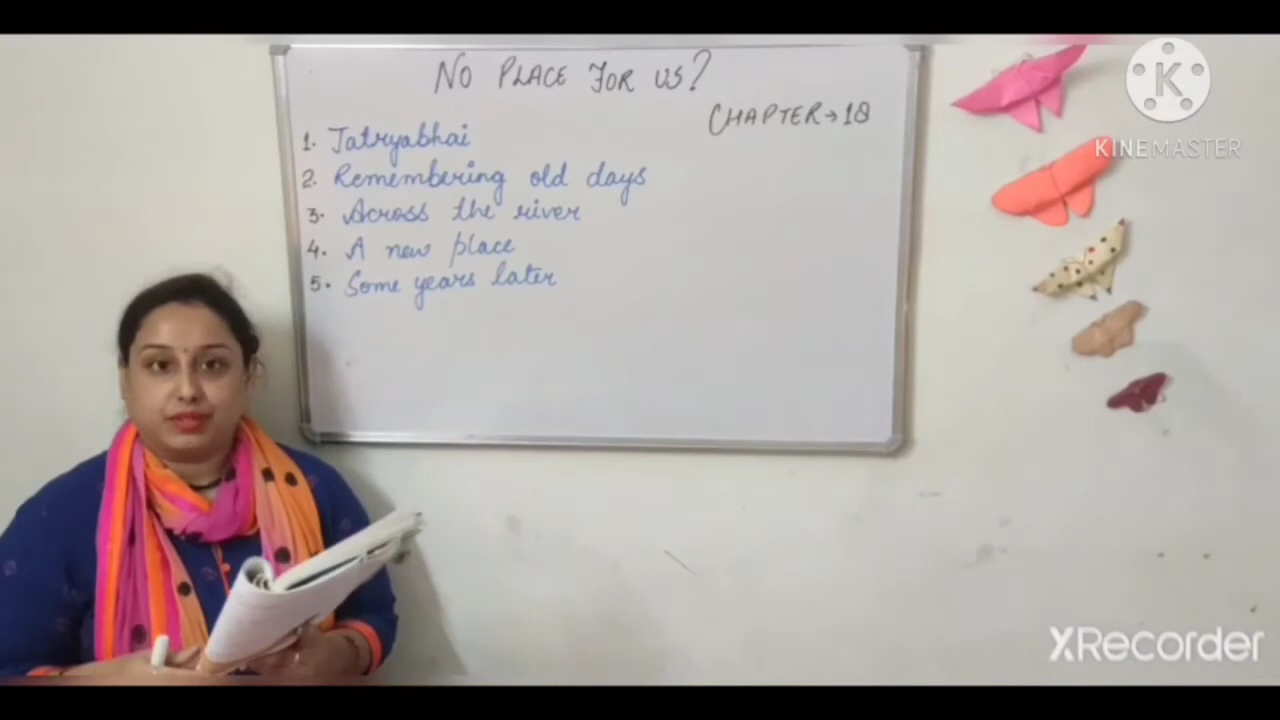 NO PLACE FOR US?
CHAPTER→18
1. Jatryabhai
2. Remembering old days
3. Across the river
4. A new place
5. Some years later
K
KINEMASTER
XRecorder